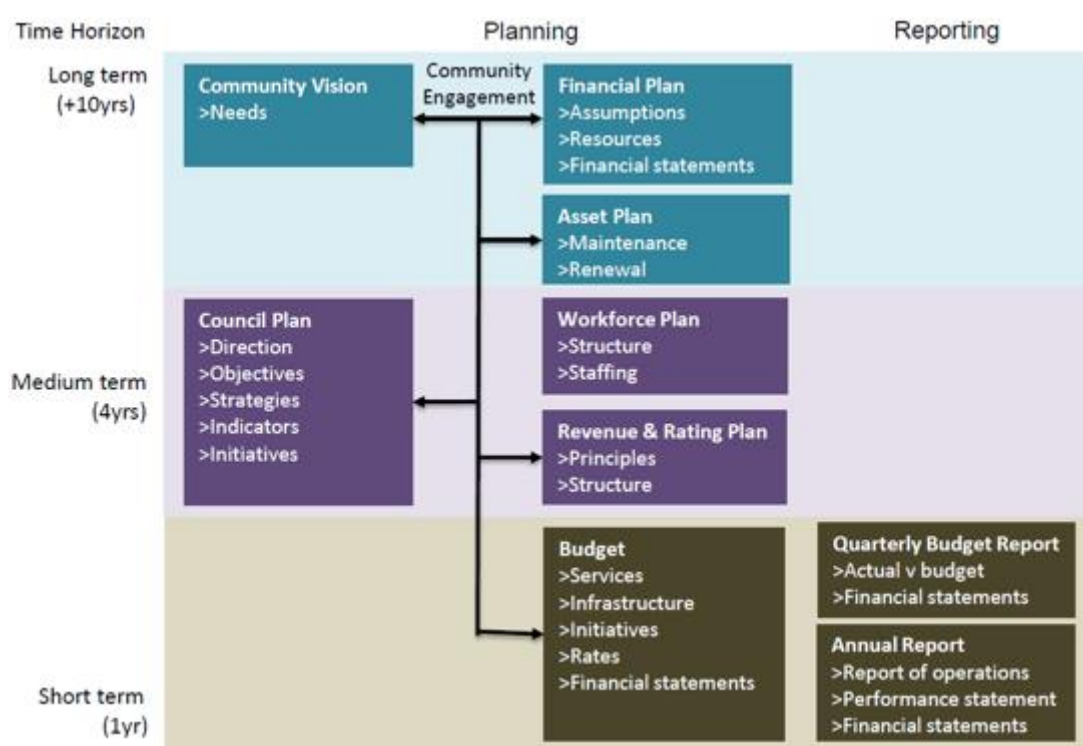 Time Horizon
Planning
Reporting
Long term
(+10yrs)
Community Vision
>Needs
Community
Engagement
Financial Plan
>Assumptions
>Resources
>Financial statements
Asset Plan
>Maintenance
>Renewal
Medium term
(4yrs)
Council Plan
>Direction
>Objectives
>Strategies
>Indicators
>Initiatives
Workforce Plan
>Structure
>Staffing
Revenue & Rating Plan
>Principles
>Structure
Short term
(1yr)
Budget
>Services
>Infrastructure
>Initiatives
>Rates
>Financial statements
Quarterly Budget Report
>Actual v budget
>Financial statements
Annual Report
>Report of operations
>Performance statement
>Financial statements